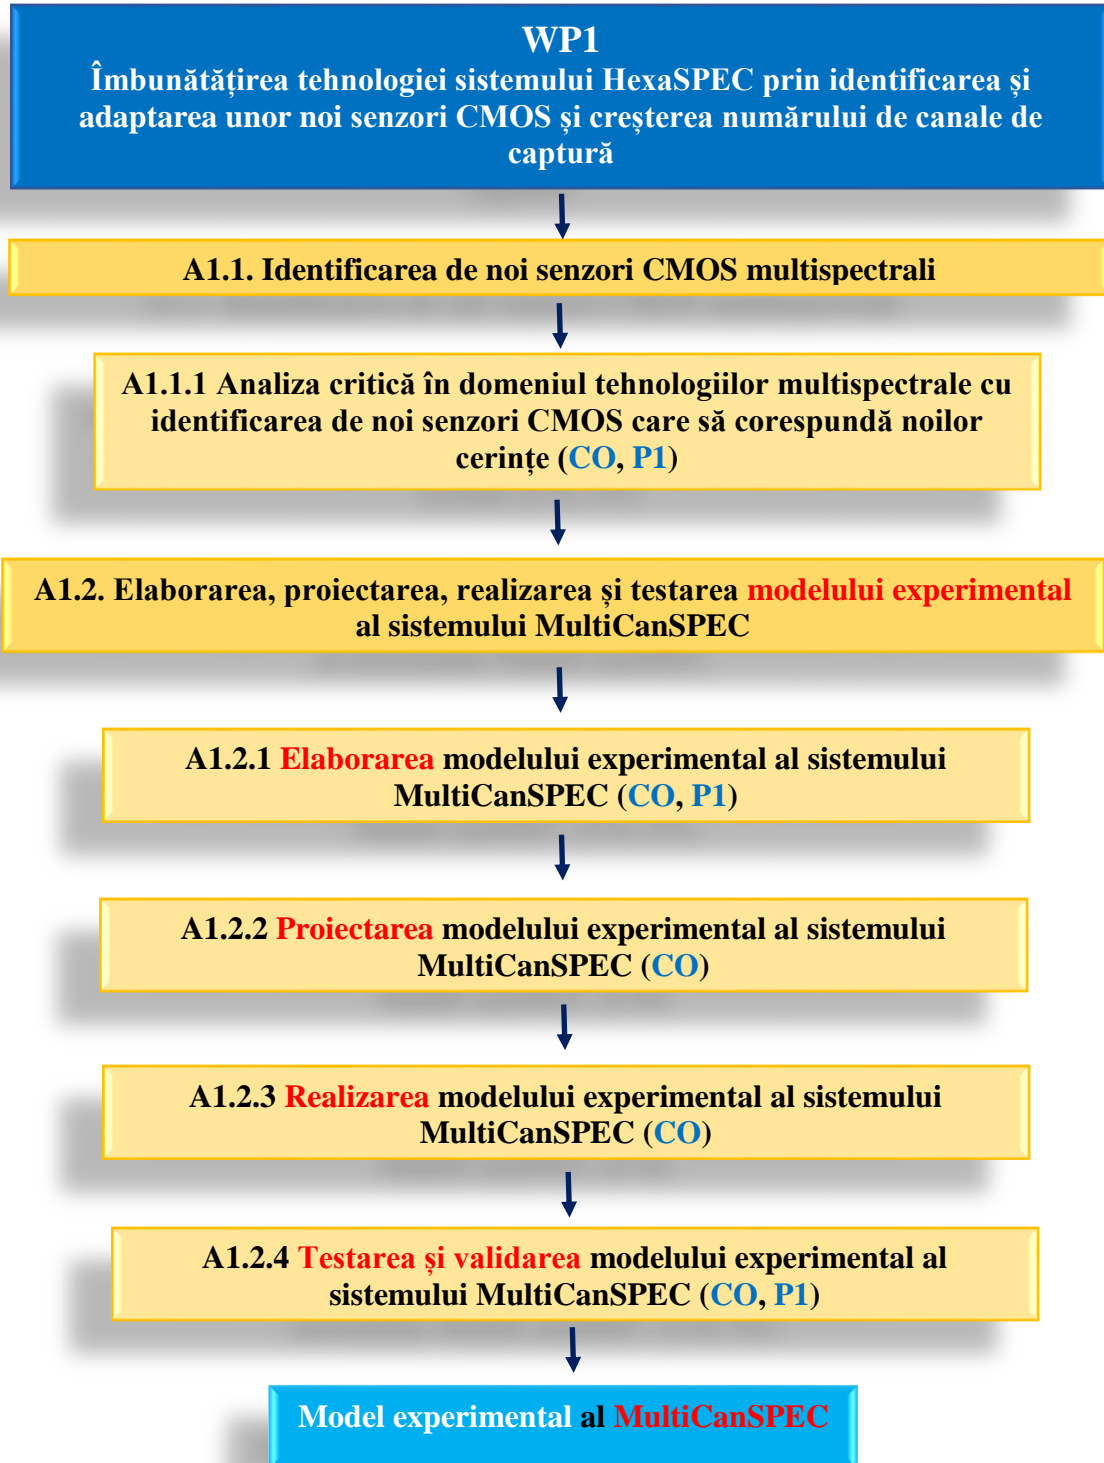 WP1
Îmbunătățirea tehnologiei sistemului HexaSPEC prin identificarea și
adaptarea unor noi senzori CMOS și creșterea numărului de canale de
captură
A1.1. Identificarea de noi senzori CMOS multispectrali
A1.1.1 Analiza critică în domeniul tehnologiilor multispectrale cu
identificarea de noi senzori CMOS care să corespundă noilor
cerințe (CO, P1)
A1.2. Elaborarea, proiectarea, realizarea și testarea modelului experimental
al sistemului MultiCanSPEC
A1.2.1 Elaborarea modelului experimental al sistemului
MultiCanSPEC (CO, P1)
A1.2.2 Proiectarea modelului experimental al sistemului
MultiCanSPEC (CO)
A1.2.3 Realizarea modelului experimental al sistemului
MultiCanSPEC (CO)
A1.2.4 Testarea și validarea modelului experimental al
sistemului MultiCanSPEC (CO, P1)
Model experimental al MultiCanSPEC